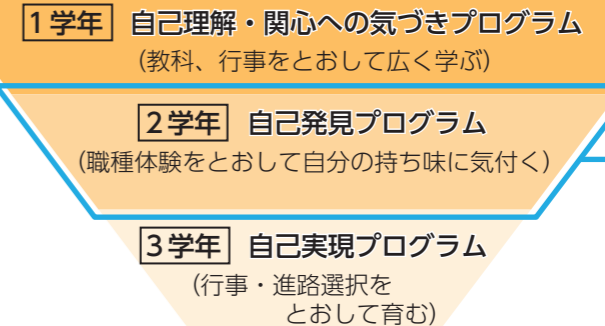 1学年 自己理解・関心への気づきプログラム
(教科、行事をとおして広く学ぶ)
2学年 自己発見プログラム
(職種体験をとおして自分の持ち味に気付く)
3学年 自己実現プログラム
(行事・進路選択を
とおして育む)